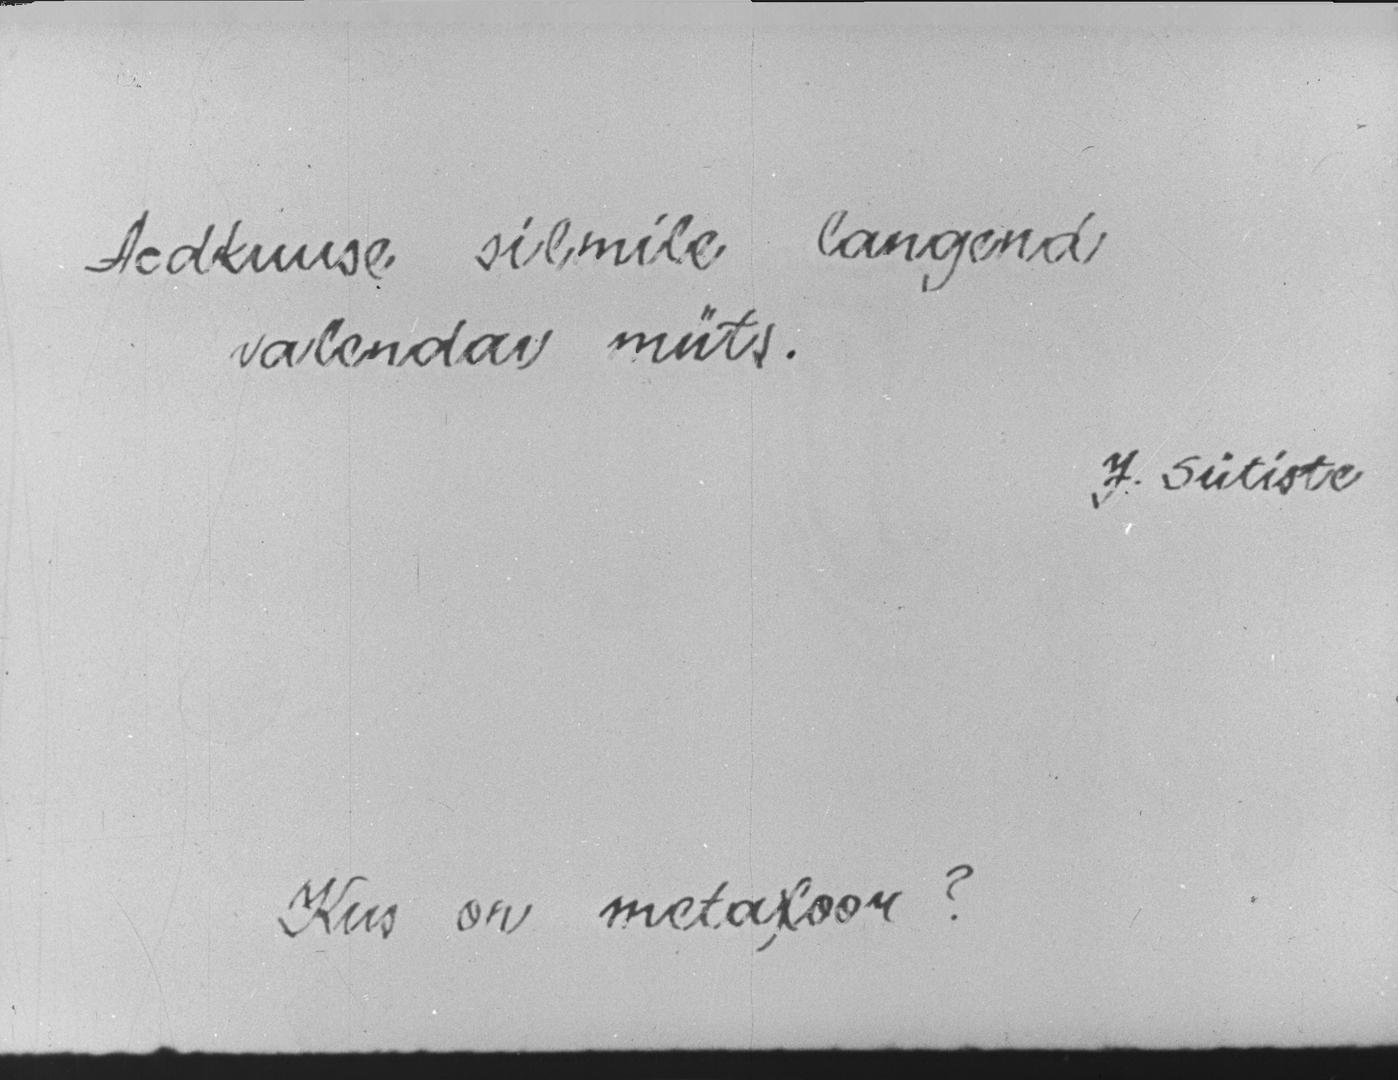 Aedkuuse silmile langend
valendav müts.
J. Sütiste
Kus on metafoor?